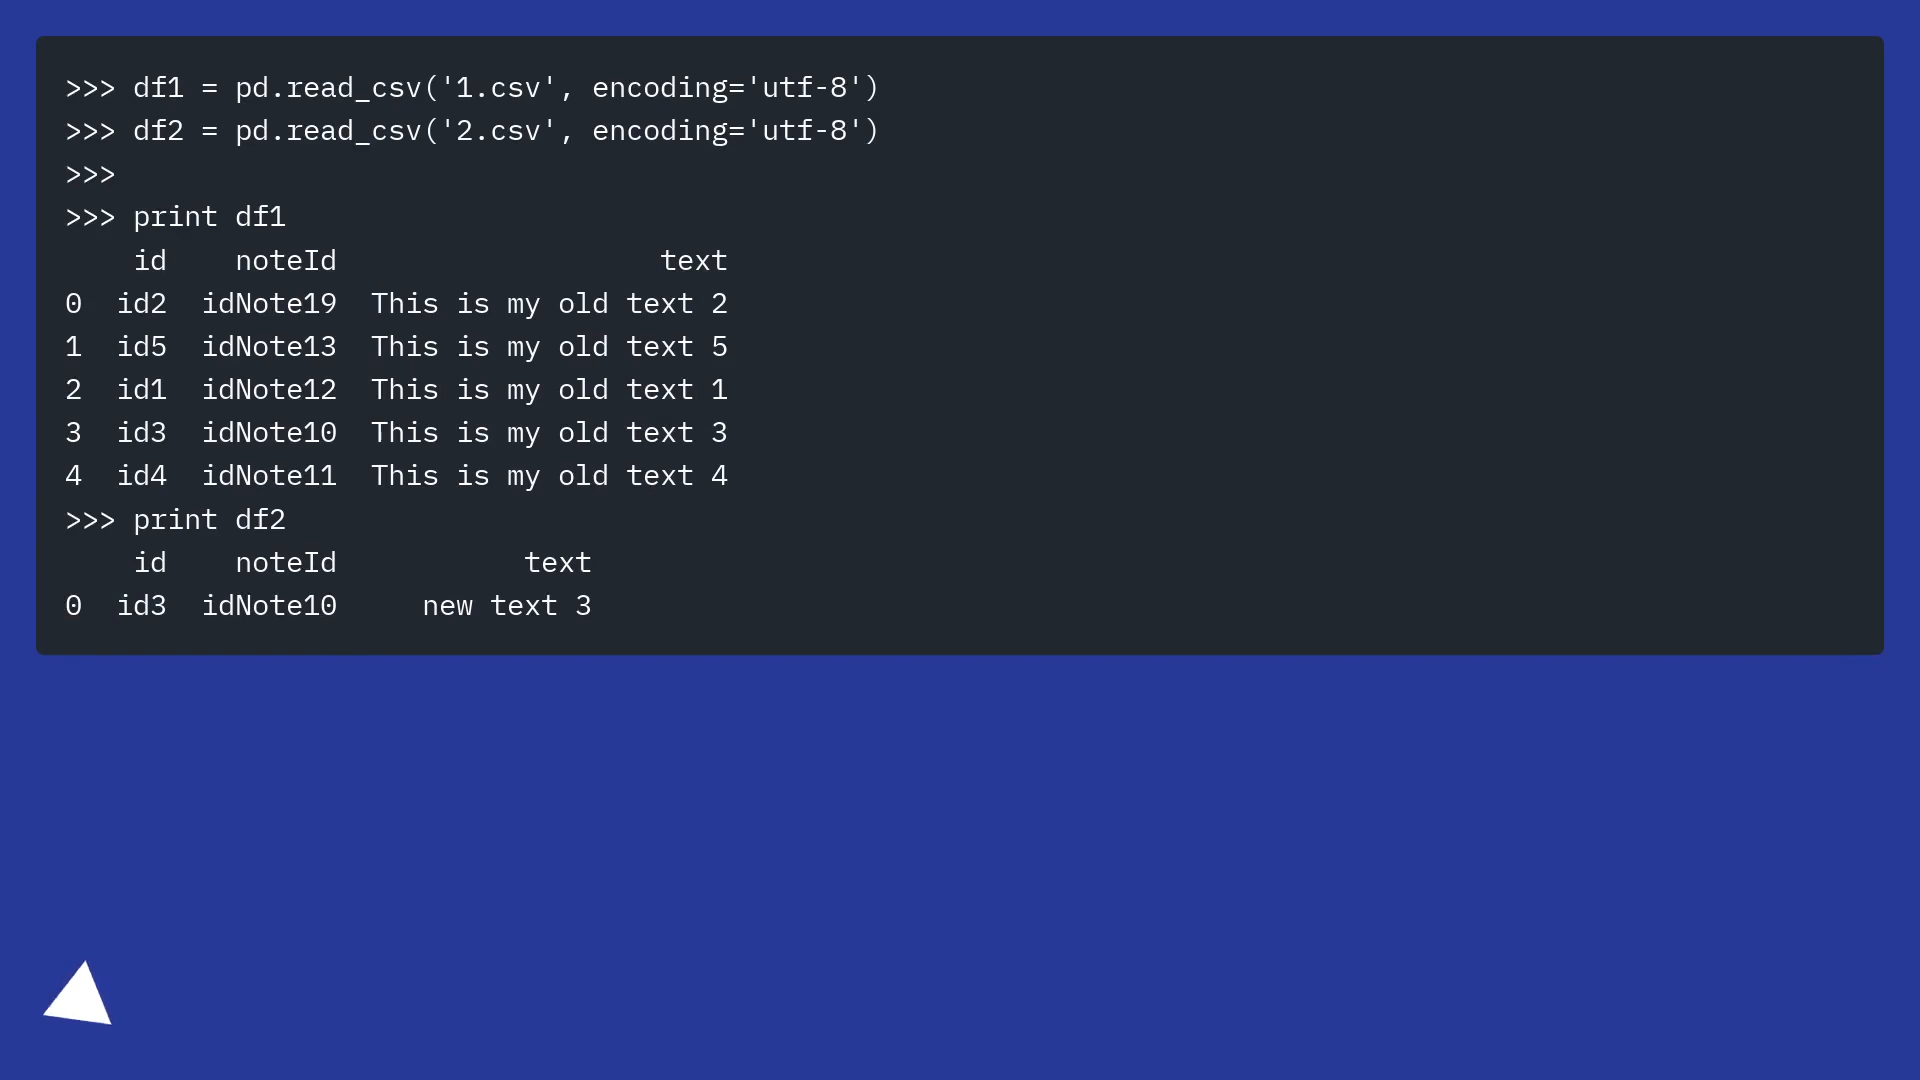 >>> df1 = pd.read_csv('1.csv', encoding='utf-8')
>>> df2 = pd.read_csv('2.csv', encoding='utf-8')
>>>
>>> print df1
    id    noteId                   text
0  id2  idNote19  This is my old text 2
1  id5  idNote13  This is my old text 5
2  id1  idNote12  This is my old text 1
3  id3  idNote10  This is my old text 3
4  id4  idNote11  This is my old text 4
>>> print df2
    id    noteId           text
0  id3  idNote10     new text 3